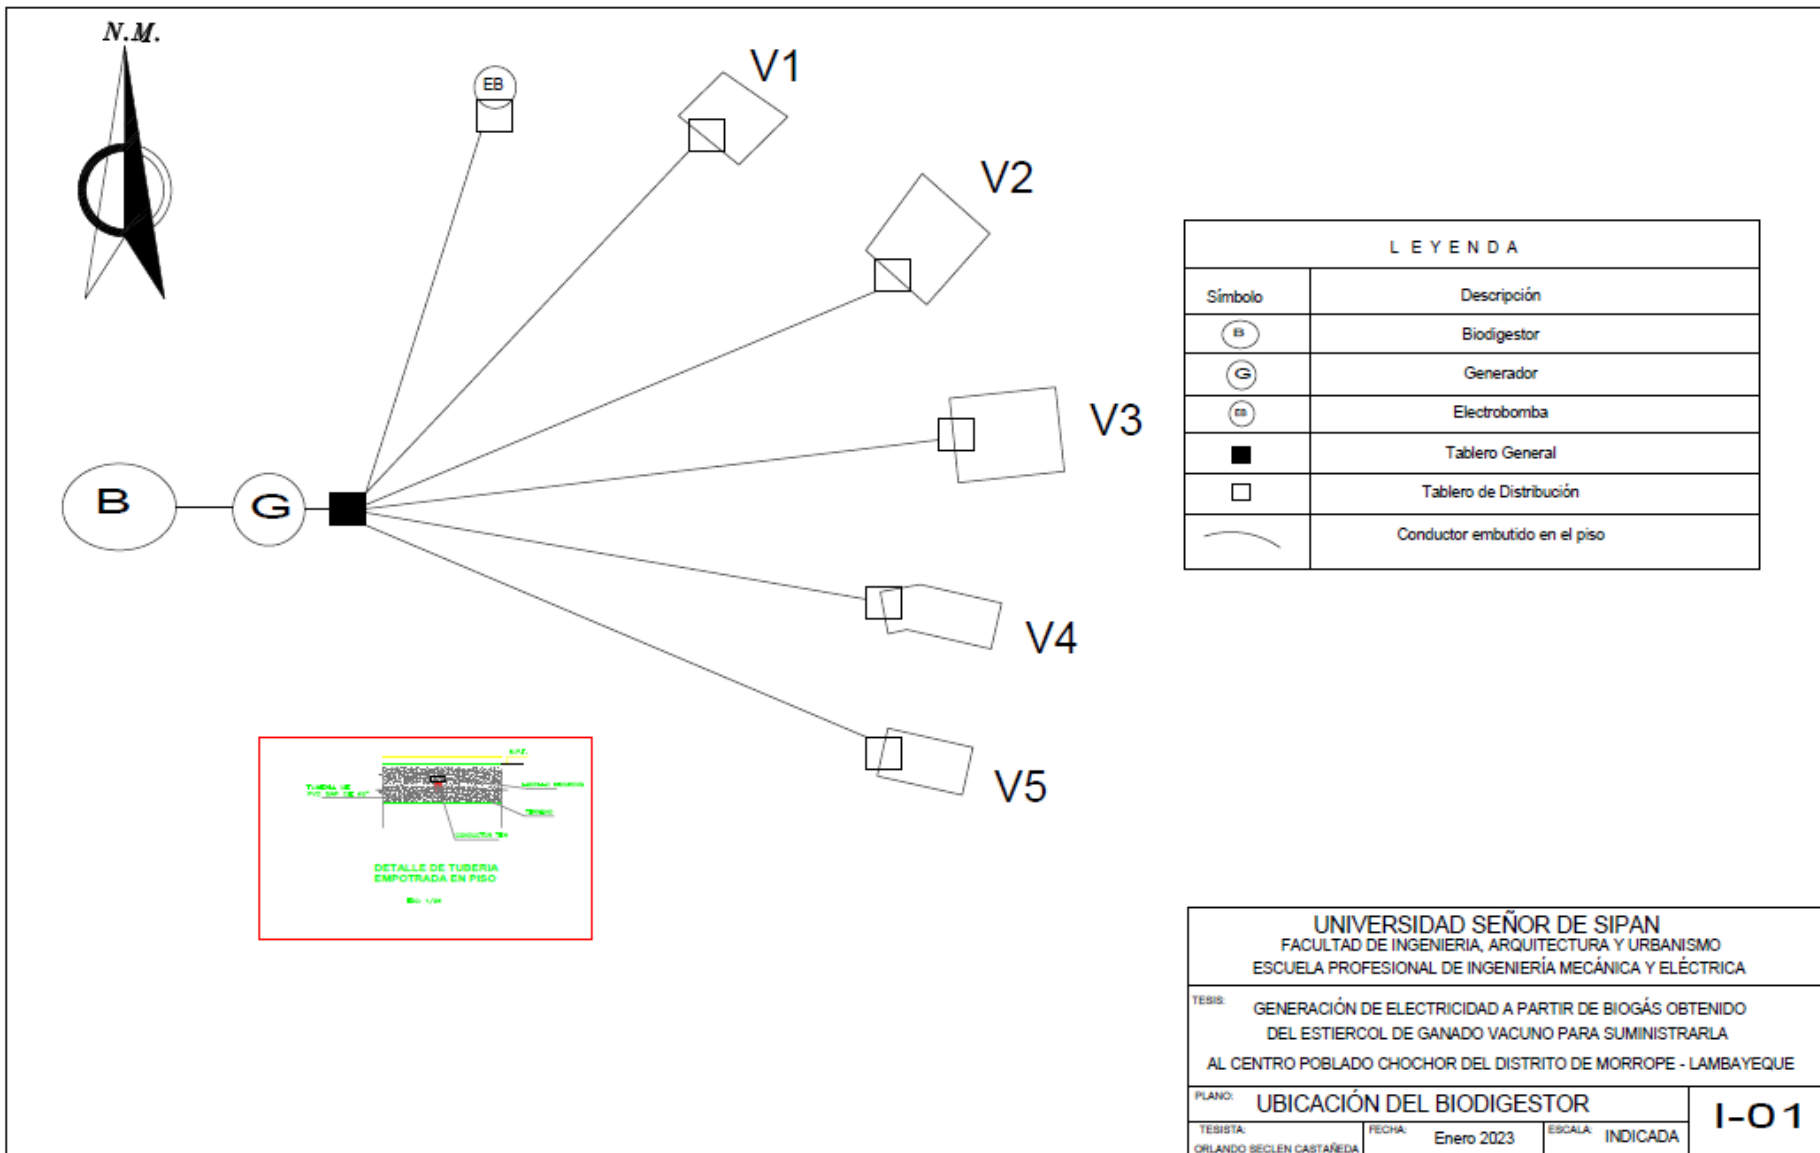 N.M.
EB
V1
V2
V3
V4
V5
B
G
LEYENDA
Símbolo
Descripción
B
Biodigestor
G
Generador
EB
Electrobomba
Tablero General
Tablero de Distribución
Conductor embutido en el piso
DETALLE DE TUBERIA
EMPOTRADA EN PISO
UNIVERSIDAD SEÑOR DE SIPAN
FACULTAD DE INGENIERIA, ARQUITECTURA Y URBANISMO
ESCUELA PROFESIONAL DE INGENIERÍA MECÁNICA Y ELÉCTRICA
TESIS: GENERACIÓN DE ELECTRICIDAD A PARTIR DE BIOGÁS OBTENIDO
DEL ESTIERCOL DE GANADO VACUNO PARA SUMINISTRARLA
AL CENTRO POBLADO CHOCHOR DEL DISTRITO DE MORROPE - LAMBAYEQUE
PLANO: UBICACIÓN DEL BIODIGESTOR
I-01
TESISTA:
ORLANDO SECLEN CASTAÑEDA
FECHA: Enero 2023
ESCALA: INDICADA